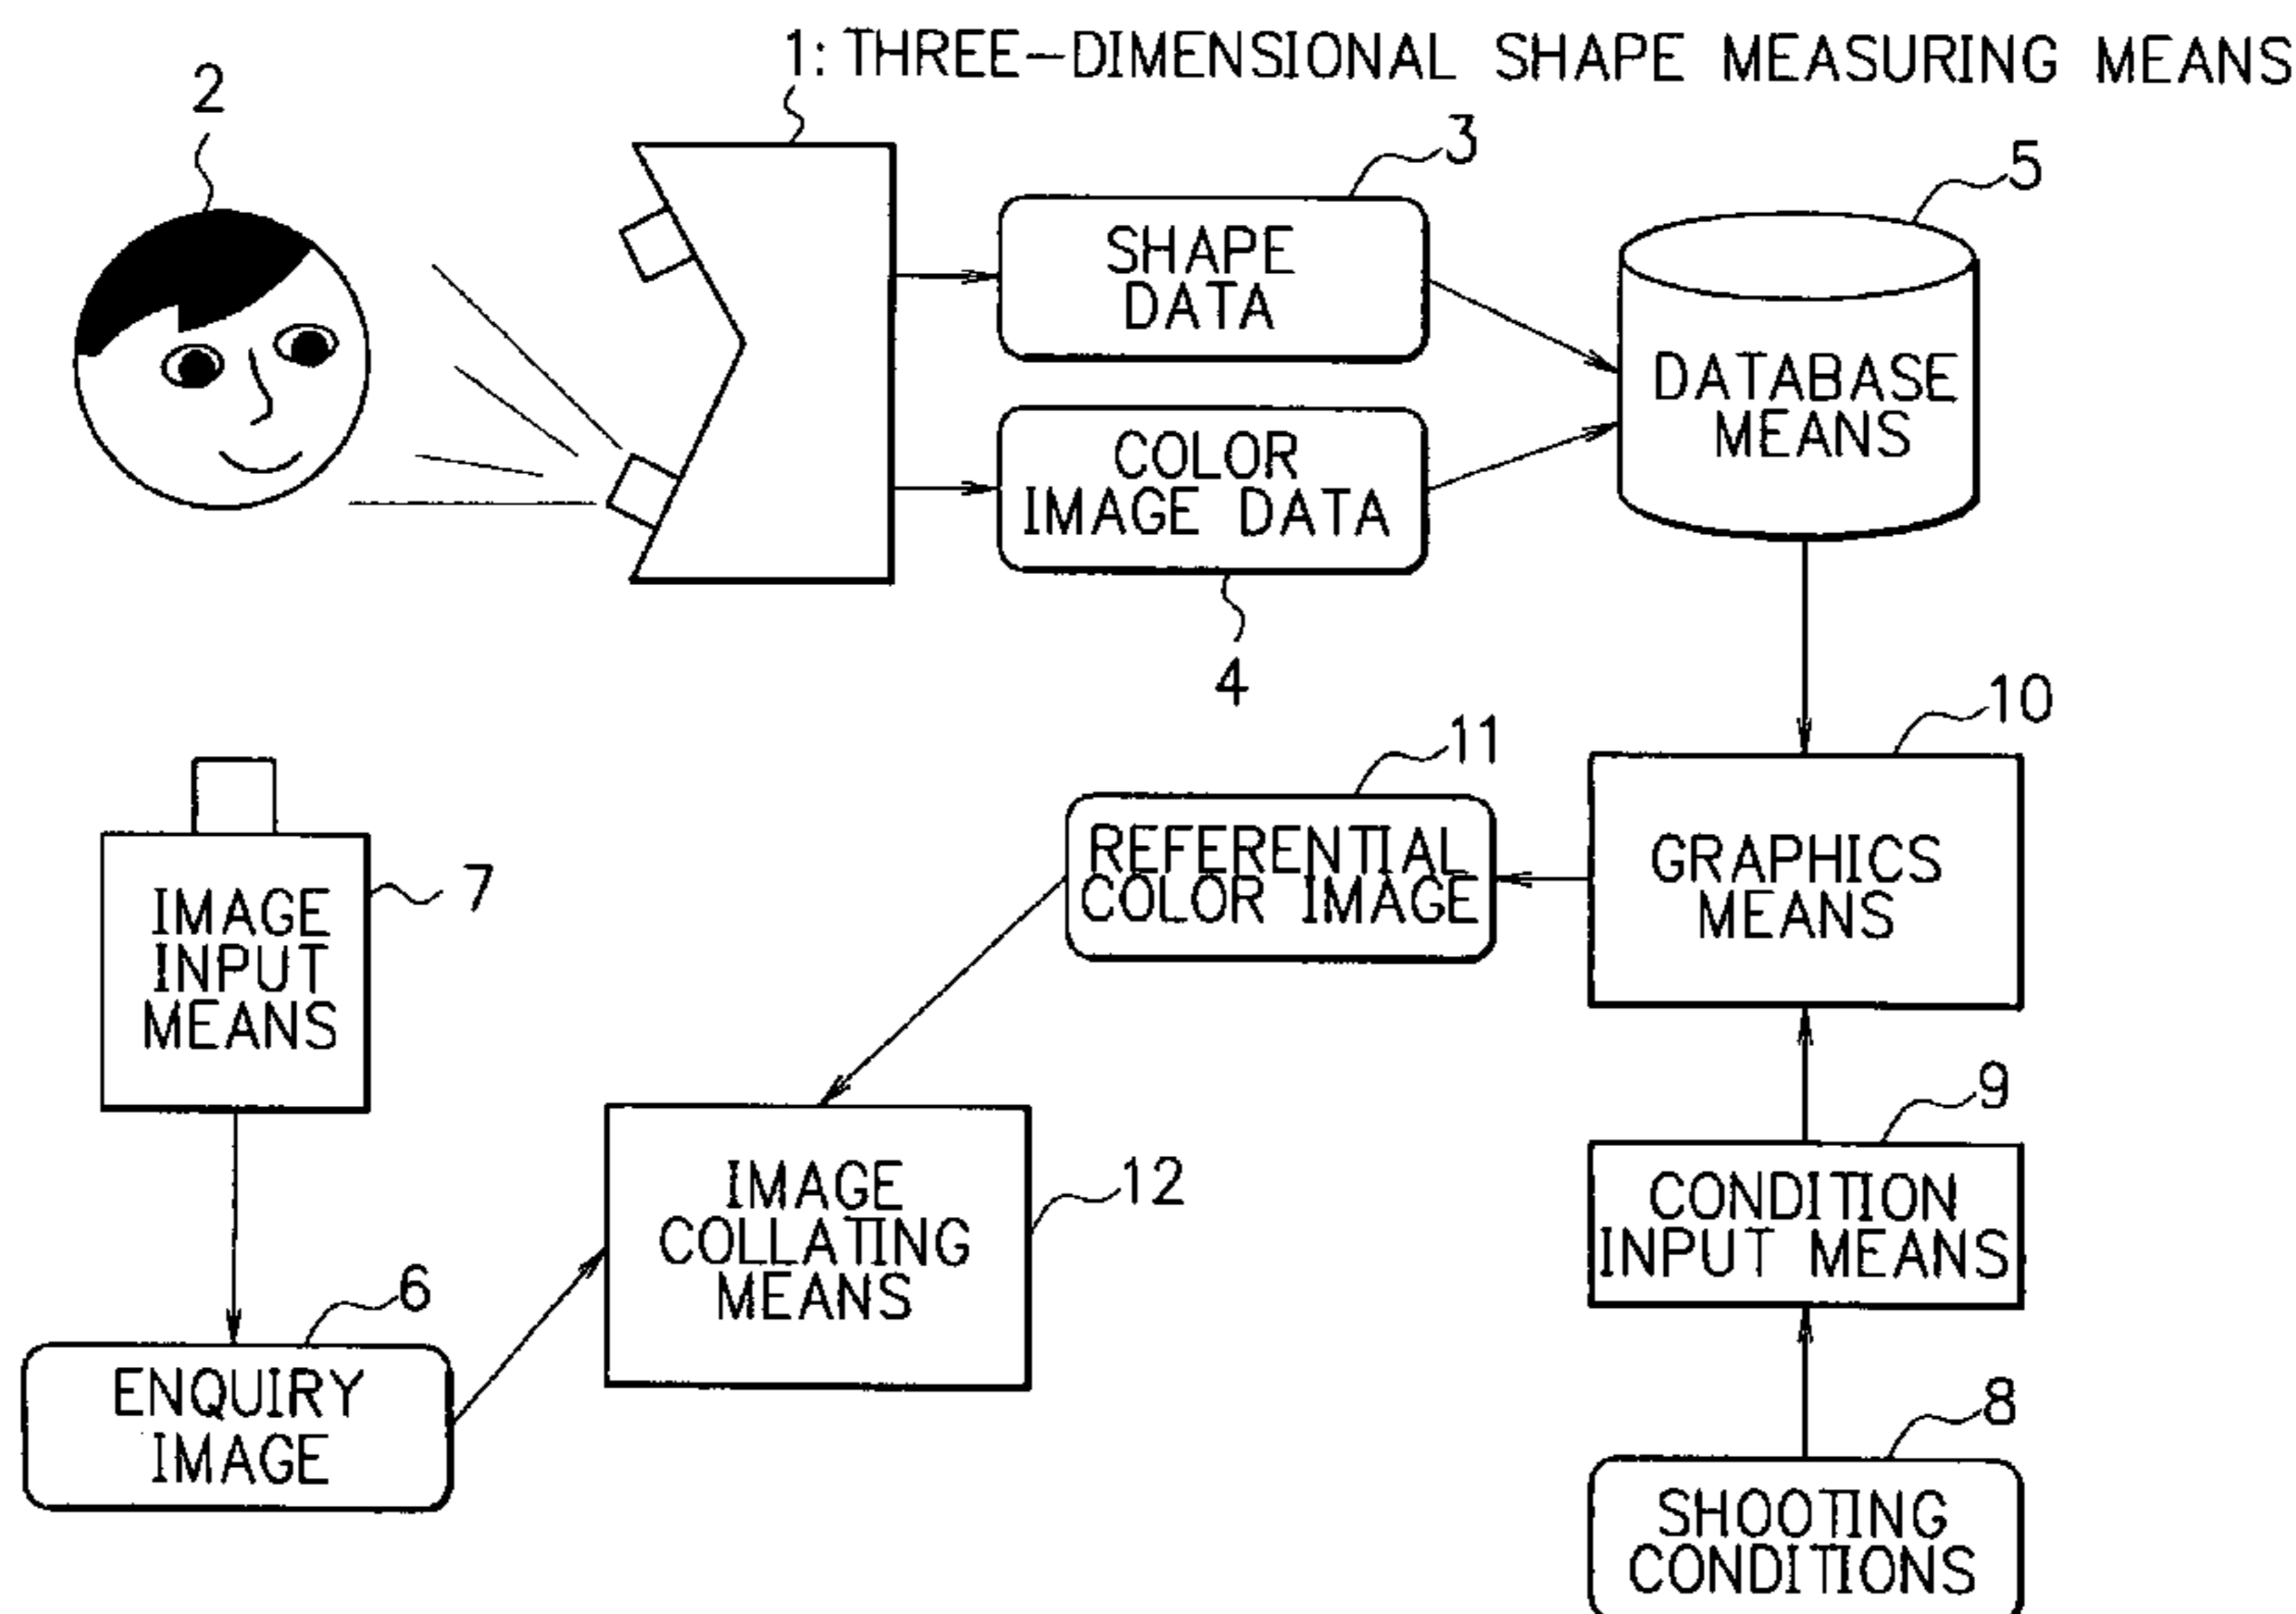 1: THREE-DIMENSIONAL SHAPE MEASURING MEANS
2
3
5
SHAPE
DATA
DATABASE
MEANS
COLOR
IMAGE DATA
4
10
11
REFERENTIAL
COLOR IMAGE
GRAPHICS
MEANS
7
IMAGE
INPUT
MEANS
9
12
IMAGE
COLLATING
MEANS
CONDITION
INPUT MEANS
6
ENQUIRY
IMAGE
8
SHOOTING
CONDITIONS